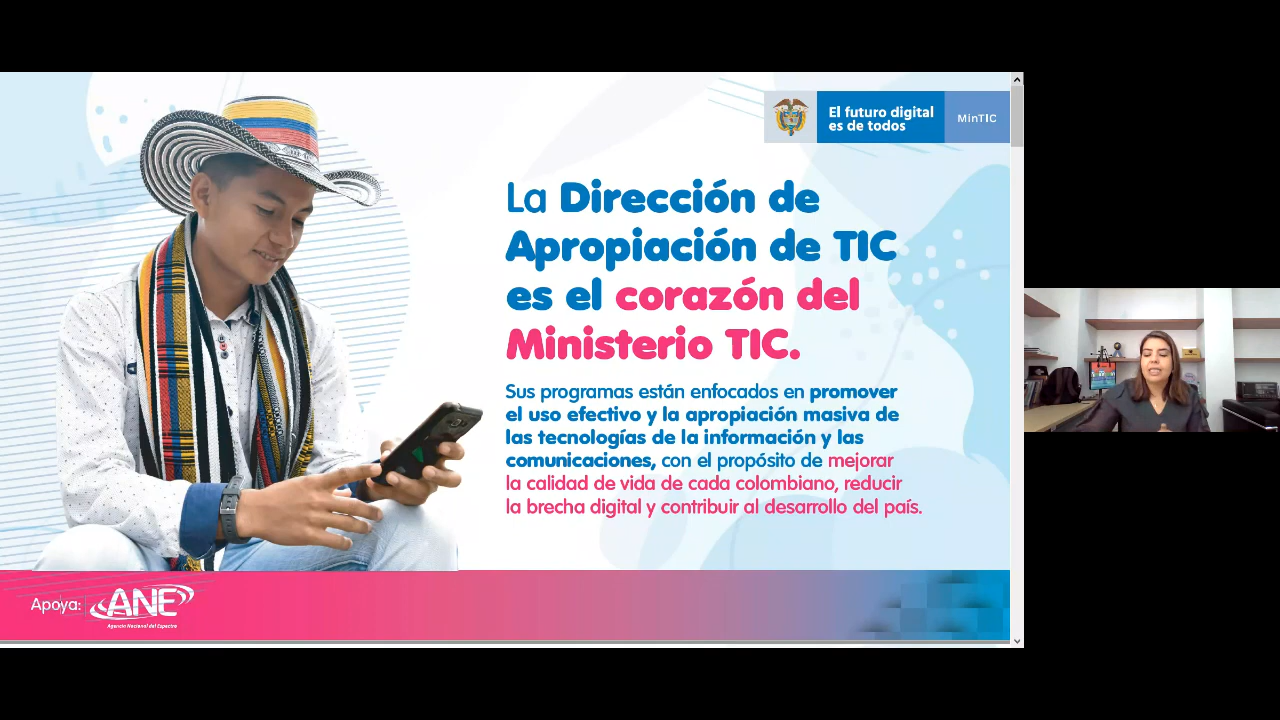 El futuro digital
es de todos
MinTIC
La Dirección de
Apropiación de TIC
es el corazón del
Ministerio TIC.
Sus programas están enfocados en promover
el uso efectivo y la apropiación masiva de
las tecnologías de la información y las
comunicaciones, con el propósito de mejorar
la calidad de vida de cada colombiano, reducir
la brecha digital y contribuir al desarrollo del país.
Apoya: ANE
Agencia Nacional del Espectro